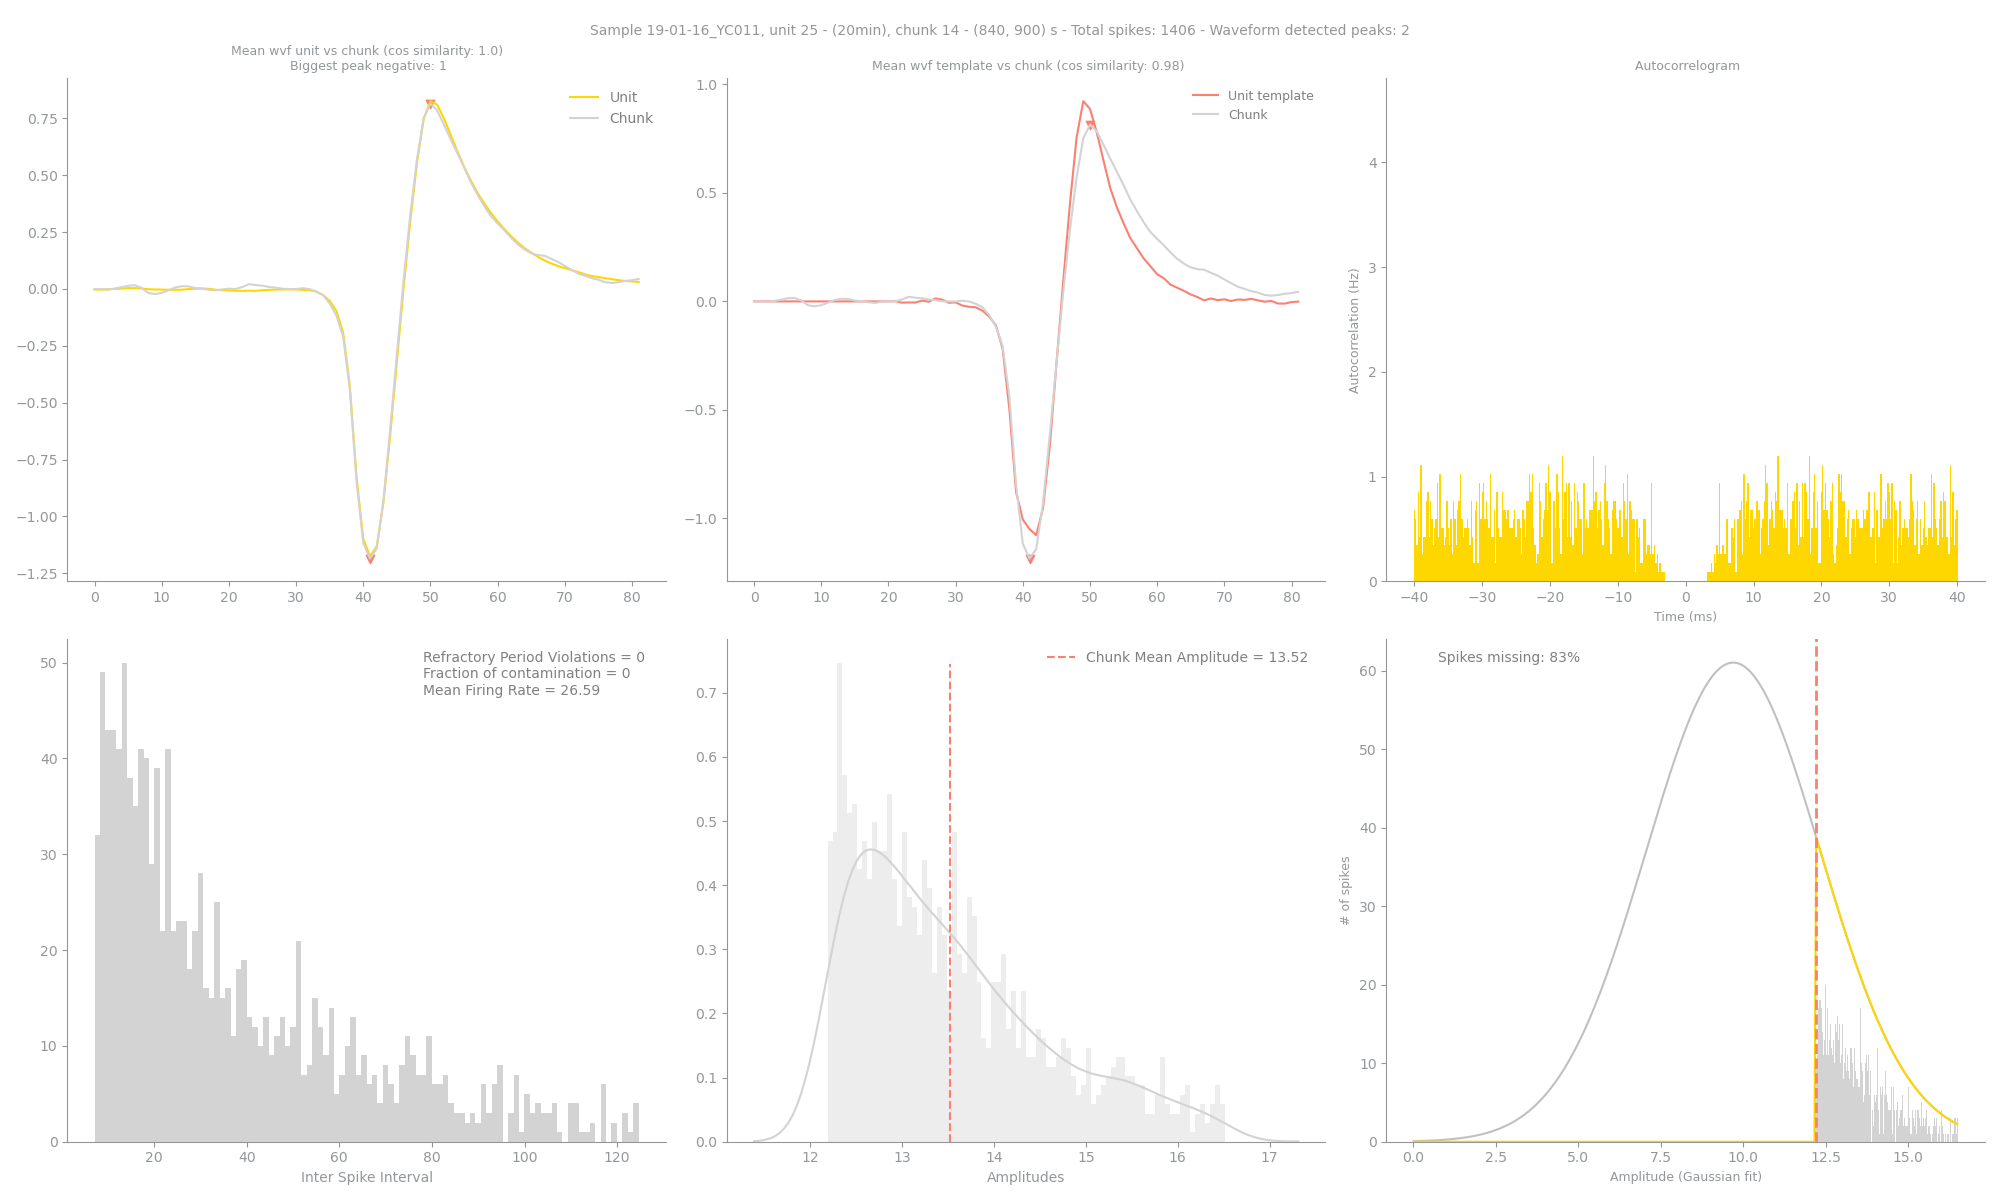 Sample 19-01-16_YC011, unit 25 - (20min), chunk 14 - (840, 900) s - Total spikes: 1406 - Waveform detected peaks: 2
Mean wvf unit vs chunk (cos similarity: 1.0)
Biggest peak negative: 1
Unit
Chunk
0.75
0.50
0.25
0.00
−0.25
−0.50
−0.75
−1.00
−1.25
0 10 20 30 40 50 60 70 80
Mean wvf template vs chunk (cos similarity: 0.98)
Unit template
Chunk
1.0
0.5
0.0
−0.5
−1.0
0 10 20 30 40 50 60 70 80
Autocorrelogram
Autocorrelation (Hz)
4
3
2
1
0
−40 −30 −20 −10 0 10 20 30 40
Time (ms)
Refractory Period Violations = 0
Fraction of contamination = 0
Mean Firing Rate = 26.59
50
40
30
20
10
0
20 40 60 80 100 120
Inter Spike Interval
Chunk Mean Amplitude = 13.52
0.7
0.6
0.5
0.4
0.3
0.2
0.1
0.0
12 13 14 15 16 17
Amplitudes
Spikes missing: 83%
# of spikes
60
50
40
30
20
10
0
0.0 2.5 5.0 7.5 10.0 12.5 15.0
Amplitude (Gaussian fit)